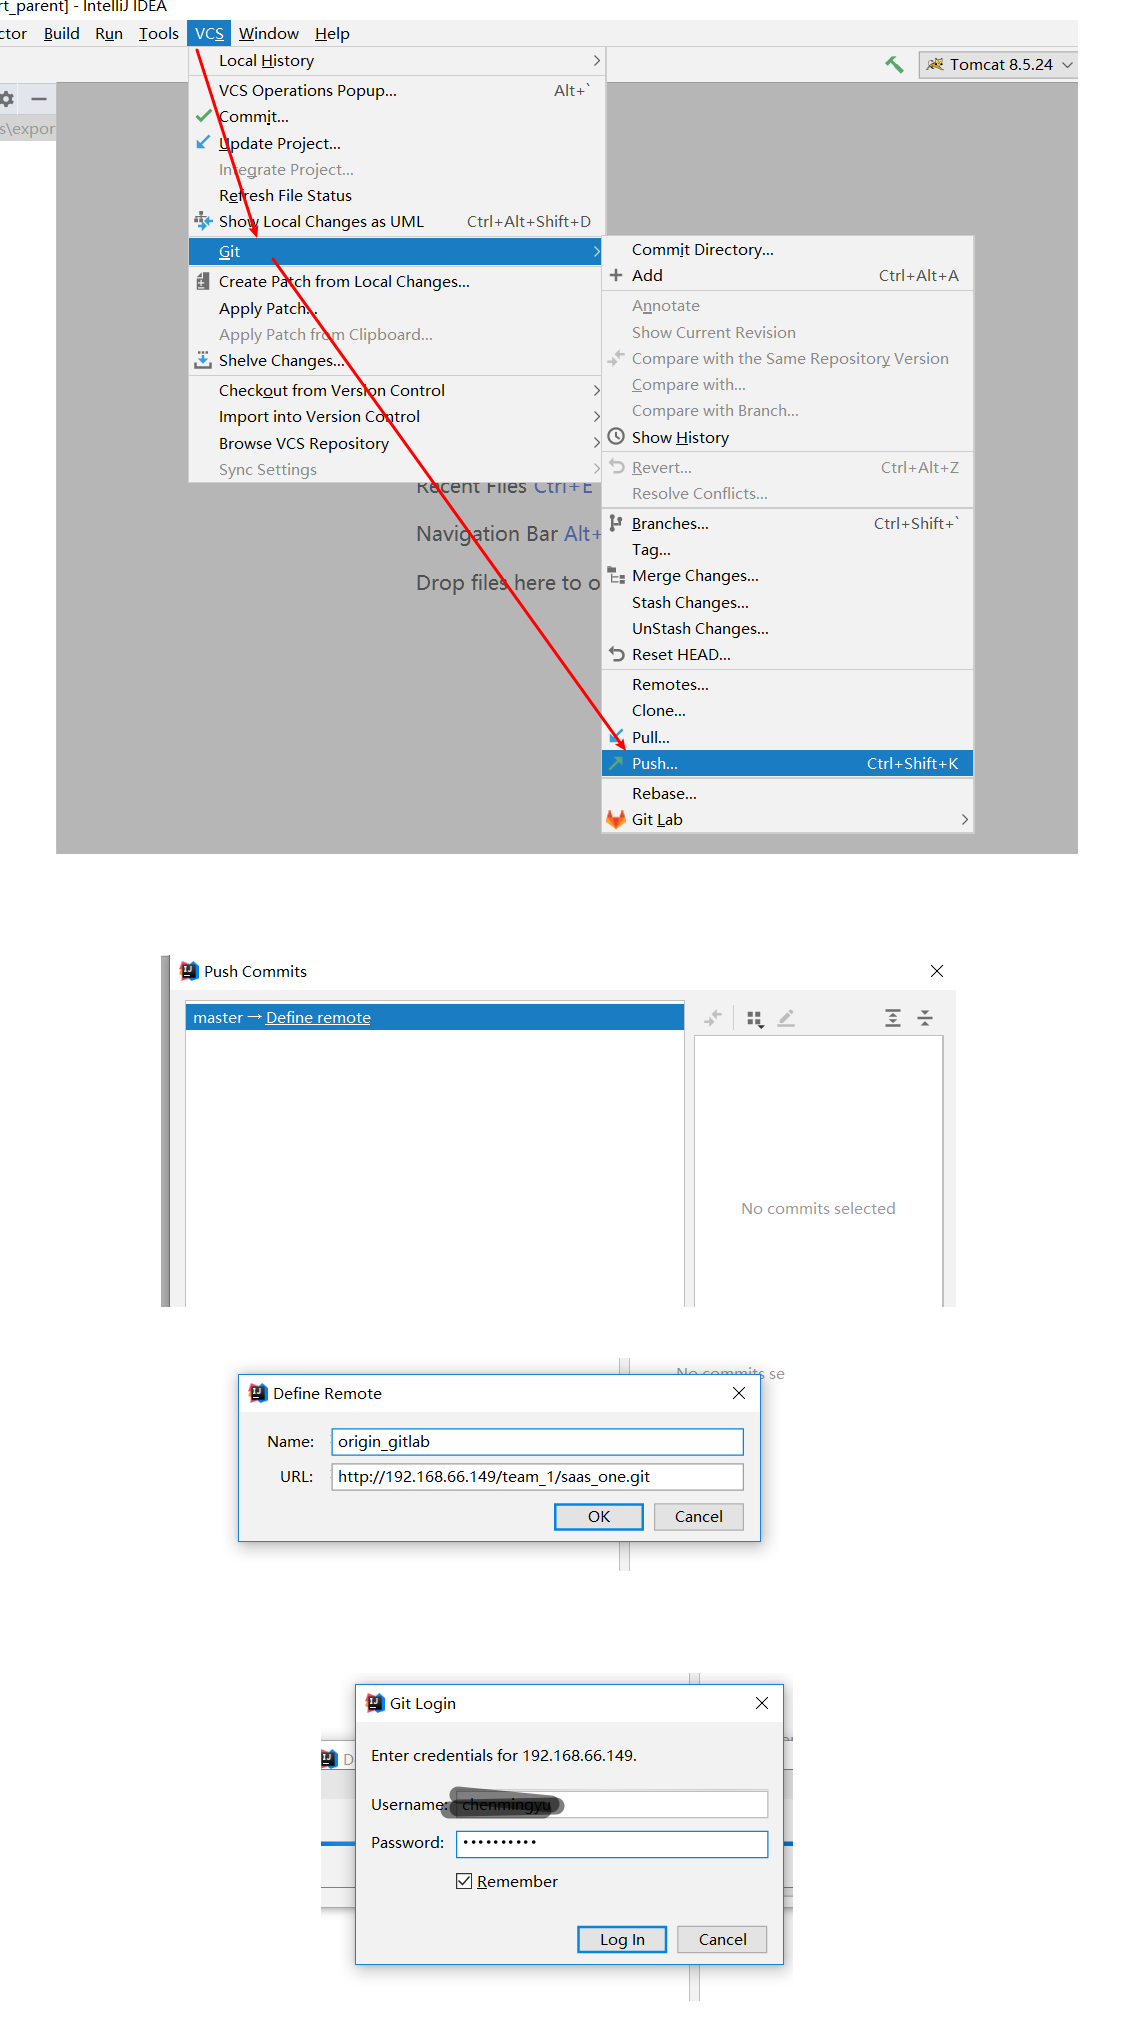 rt_parent] - IntelliJ IDEA
ctor Build Run Tools VCS Window Help
Local History
Tomcat 8.5.24
VCS Operations Popup... Alt+`
Commit...
s\expor
Update Project...
Integrate Project...
Refresh File Status
Show Local Changes as UML Ctrl+Alt+Shift+D
Git
Create Patch from Local Changes...
Apply Patch...
Apply Patch from Clipboard...
Shelve Changes...
Checkout from Version Control
Import into Version Control
Browse VCS Repository
Sync Settings
Commit Directory...
Add Ctrl+Alt+A
Annotate
Show Current Revision
Compare with the Same Repository Version
Compare with...
Compare with Branch...
Show History
Revert... Ctrl+Alt+Z
Resolve Conflicts...
Branches... Ctrl+Shift+`
Tag...
Merge Changes...
Stash Changes...
UnStash Changes...
Reset HEAD...
Remotes...
Clone...
Pull...
Push... Ctrl+Shift+K
Rebase...
Git Lab
Recent Files Ctrl+E
Navigation Bar Alt+
Drop files here to o
Push Commits
master → Define remote
No commits selected
No commits se
Define Remote
Name: origin_gitlab
URL: http://192.168.66.149/team_1/saas_one.git
OK Cancel
Git Login
Enter credentials for 192.168.66.149.
D
Username:
Password: ••••••••••
Remember
Log In Cancel